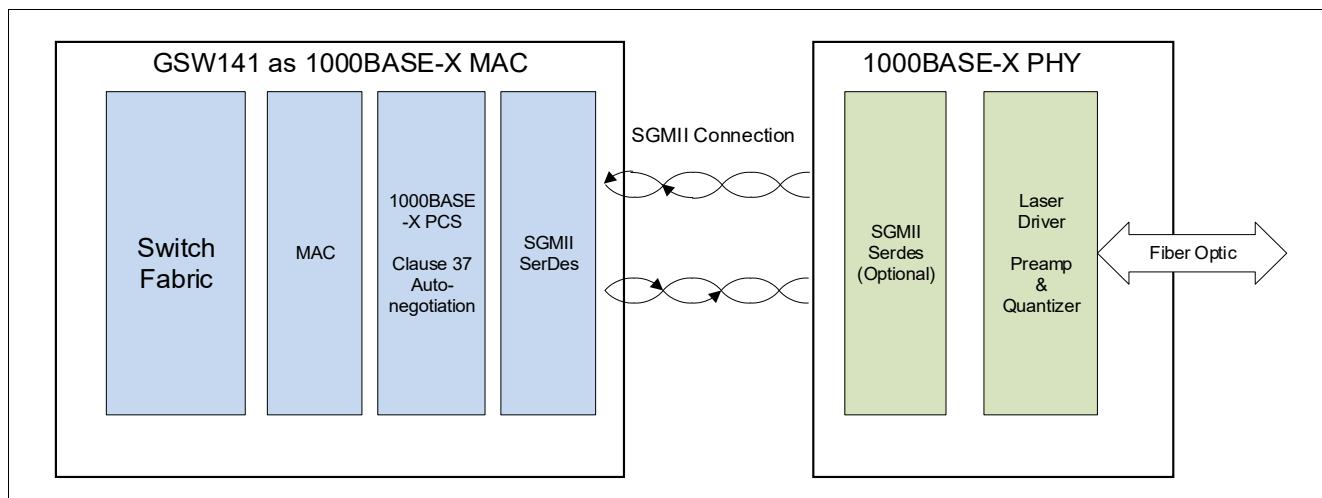 GSW141 as 1000BASE-X MAC
1000BASE-X PHY
Switch
Fabric
MAC
1000BASE
-X PCS
Clause 37
Auto-
negotiation
SGMII
SerDes
SGMII Connection
SGMII
Serdes
(Optional)
Laser
Driver
Preamp
&
Quantizer
Fiber Optic